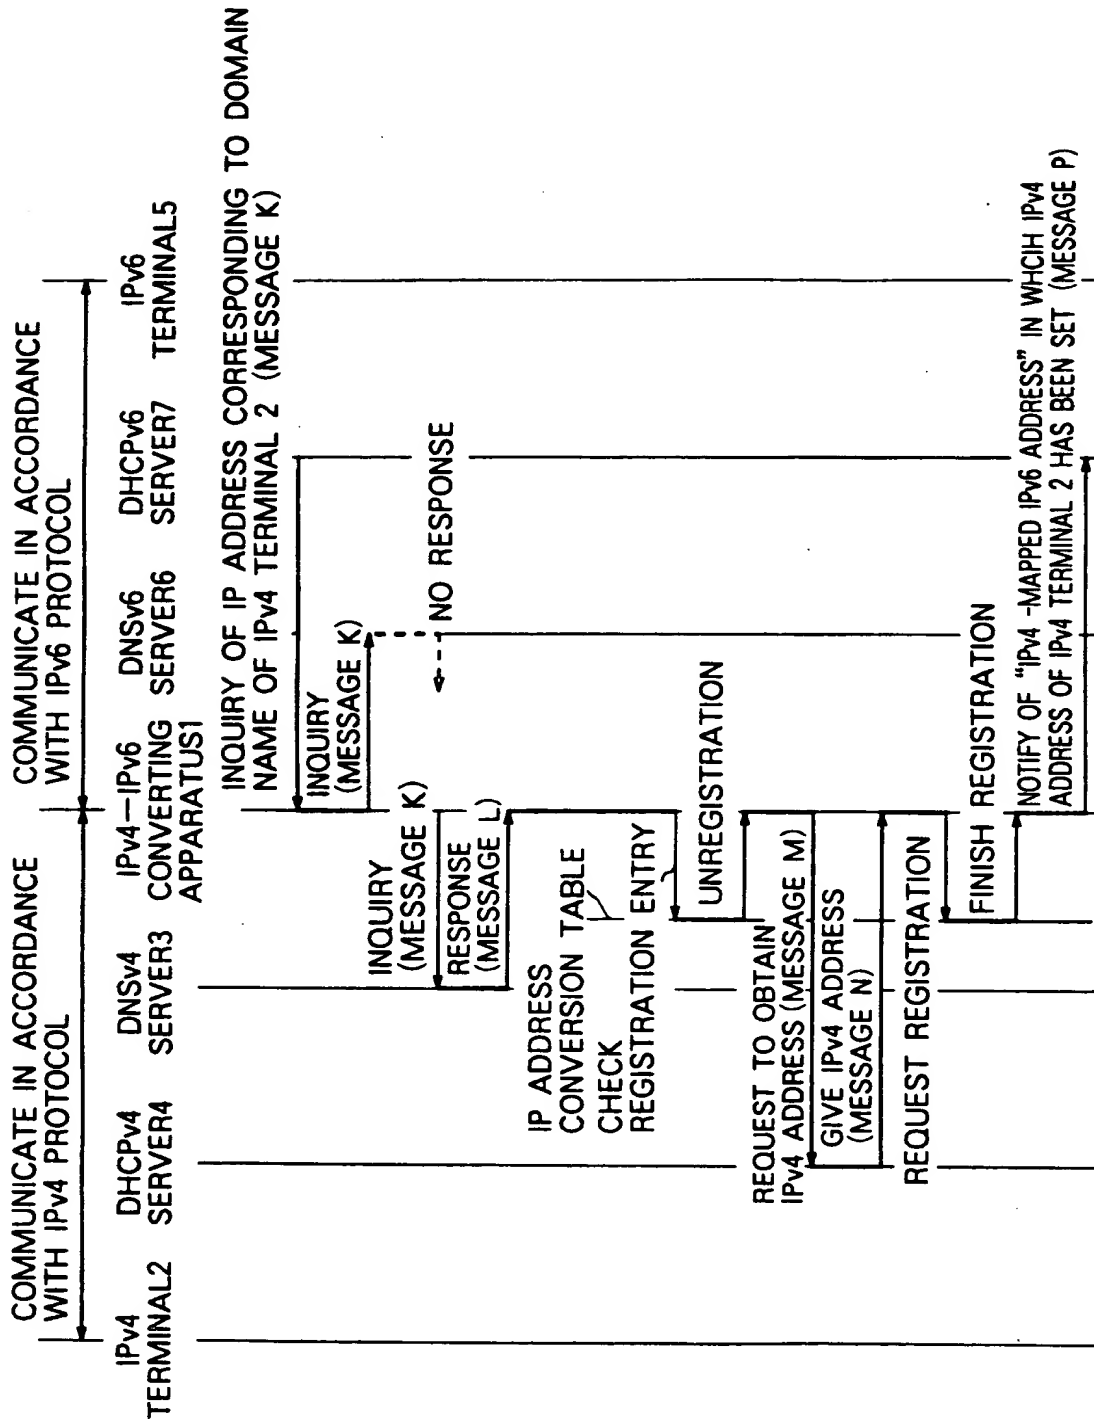 COMMUNICATE IN ACCORDANCE
WITH IPv4 PROTOCOL
COMMUNICATE IN ACCORDANCE
WITH IPv6 PROTOCOL
IPv4
TERMINAL2
DHCPv4
SERVER4
DNSv4
SERVER3
IPv4—IPv6
CONVERTING
APPARATUS1
DNSv6
SERVER6
DHCPv6
SERVER7
IPv6
TERMINAL5
INQUIRY OF IP ADDRESS CORRESPONDING TO DOMAIN
NAME OF IPv4 TERMINAL 2 (MESSAGE K)
INQUIRY
(MESSAGE K)
NO RESPONSE
INQUIRY
(MESSAGE K)
RESPONSE
(MESSAGE L)
IP ADDRESS
CONVERSION TABLE
CHECK
REGISTRATION ENTRY
UNREGISTRATION
REQUEST TO OBTAIN
IPv4 ADDRESS (MESSAGE M)
GIVE IPv4 ADDRESS
(MESSAGE N)
REQUEST REGISTRATION
FINISH REGISTRATION
NOTIFY OF "IPv4 -MAPPED IPv6 ADDRESS" IN WHCIH IPv4
ADDRESS OF IPv4 TERMINAL 2 HAS BEEN SET (MESSAGE P)